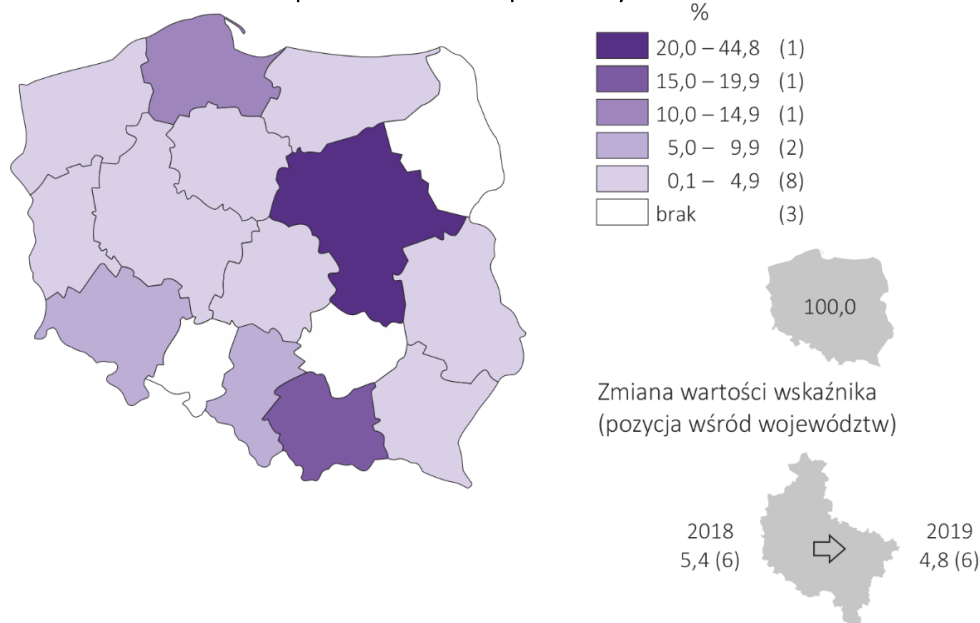 %
20,0 – 44,8 (1)
15,0 – 19,9 (1)
10,0 – 14,9 (1)
5,0 – 9,9 (2)
0,1 – 4,9 (8)
brak (3)
100,0
Zmiana wartości wskaźnika
(pozycja wśród województw)
2018 2019
5,4 (6) 4,8 (6)